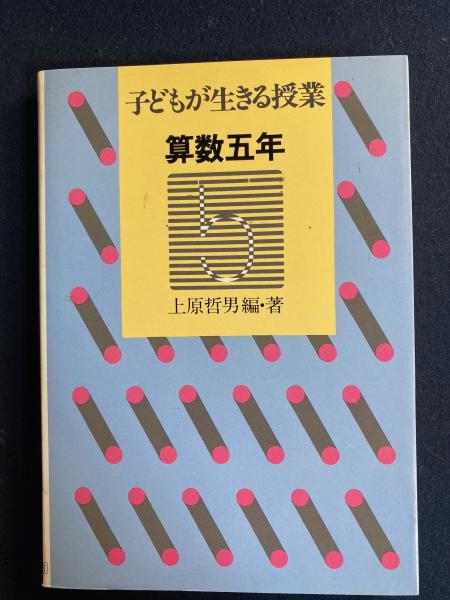 子どもが生きる授業
算数五年
5
上原哲男編・著